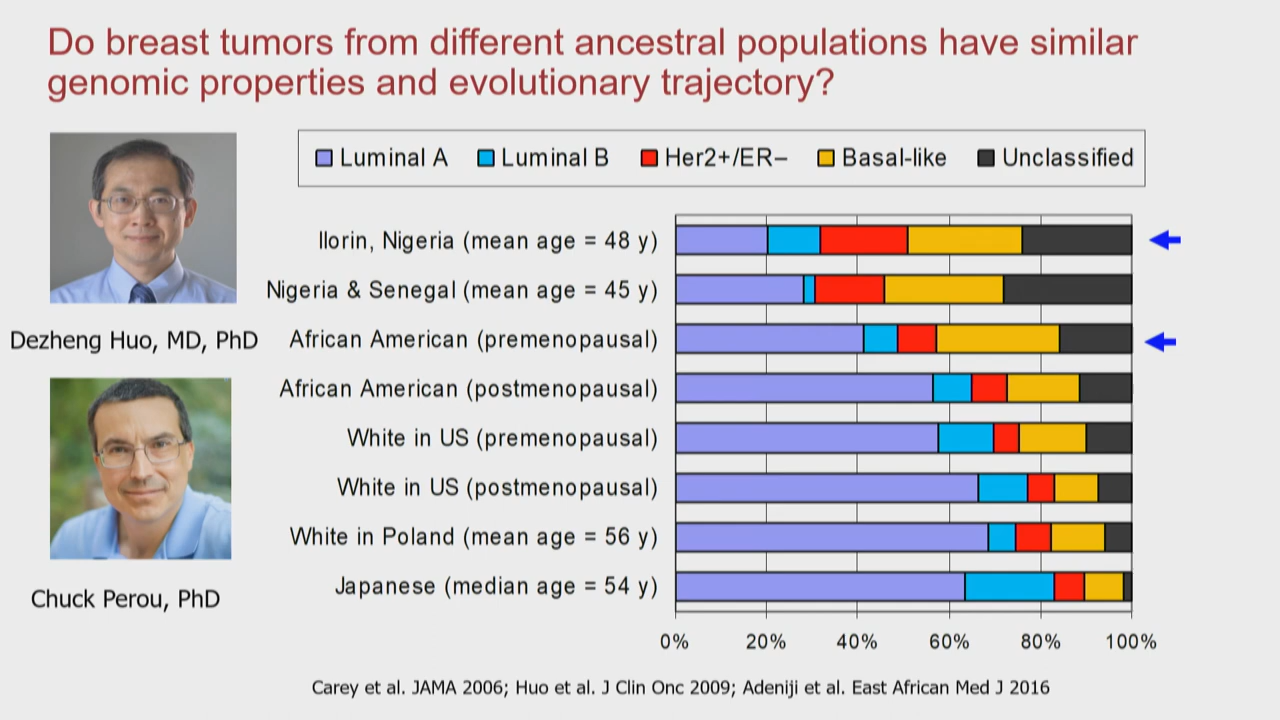 Do breast tumors from different ancestral populations have similar
genomic properties and evolutionary trajectory?
Luminal A Luminal B Her2+/ER− Basal-like Unclassified
Ilorin, Nigeria (mean age = 48 y)
Nigeria & Senegal (mean age = 45 y)
Dezheng Huo, MD, PhD
African American (premenopausal)
African American (postmenopausal)
White in US (premenopausal)
White in US (postmenopausal)
White in Poland (mean age = 56 y)
Japanese (median age = 54 y)
Chuck Perou, PhD
0% 20% 40% 60% 80% 100%
Carey et al. JAMA 2006; Huo et al. J Clin Onc 2009; Adeniji et al. East African Med J 2016